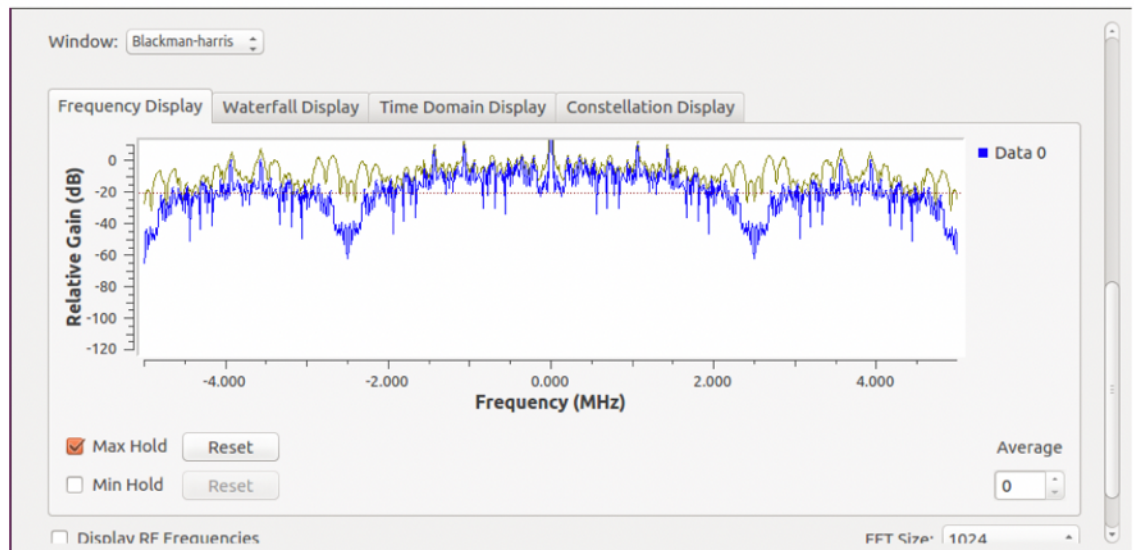 Window: Blackman-harris
Frequency Display Waterfall Display Time Domain Display Constellation Display
Relative Gain (dB)
0
-20
-40
-60
-80
-100
-120
Data 0
-4.000 -2.000 0.000 2.000 4.000
Frequency (MHz)
Max Hold Reset
Average
Min Hold Reset
0
Display RF Frequencies
FFT Size: 1024